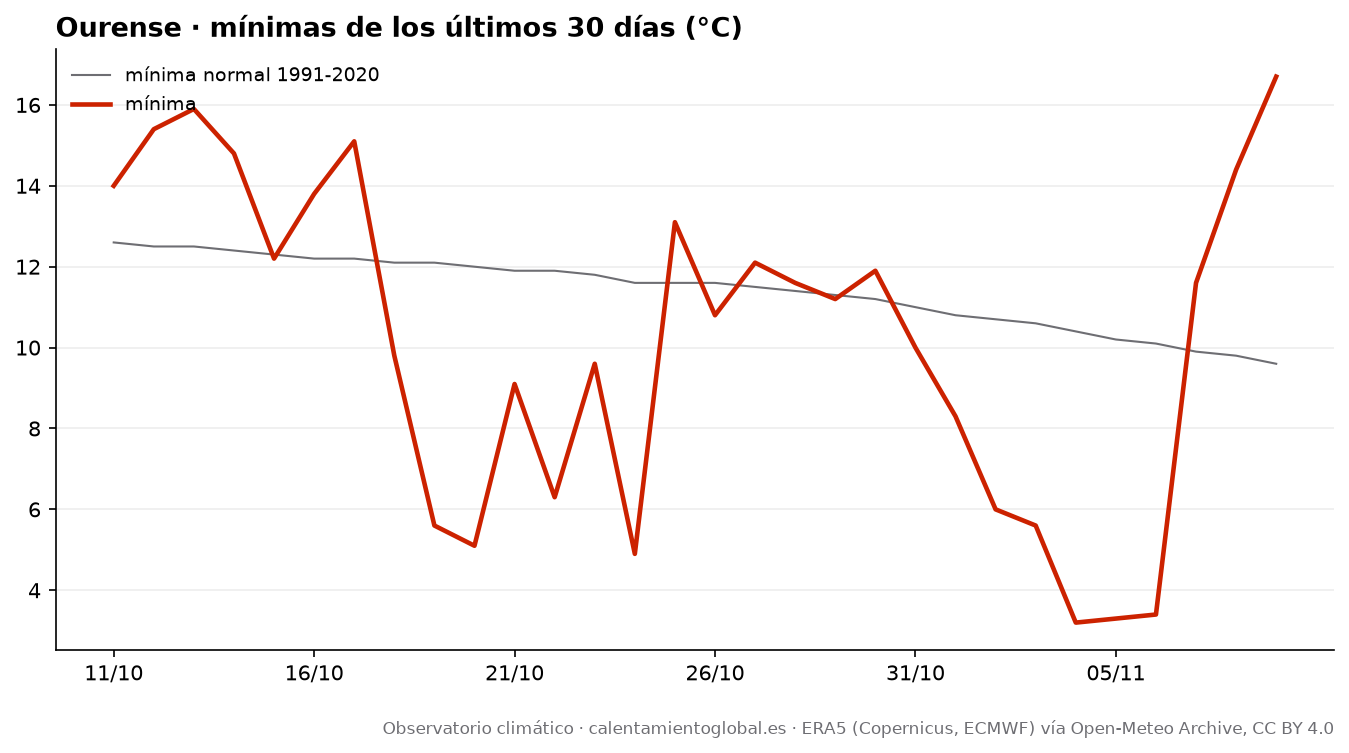 Ourense · mínimas de los últimos 30 días (°C)
mínima normal 1991-2020
mínima
16
14
12
10
8
6
4
11/10 16/10 21/10 26/10 31/10 05/11
Observatorio climático · calentamientoglobal.es · ERA5 (Copernicus, ECMWF) vía Open-Meteo Archive, CC BY 4.0